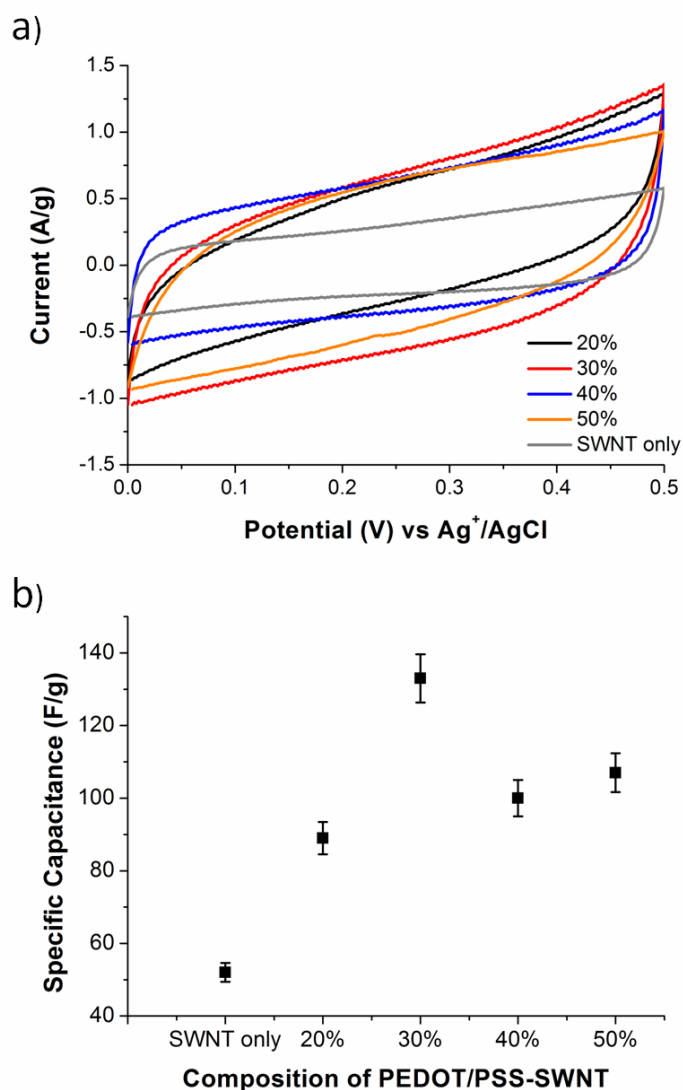 a)
1.5
1.0
0.5
0.0
-0.5
-1.0
-1.5
Current (A/g)
20%
30%
40%
50%
SWNT only
0.0 0.1 0.2 0.3 0.4 0.5
Potential (V) vs Ag⁺/AgCl
b)
140
120
100
80
60
40
Specific Capacitance (F/g)
SWNT only 20% 30% 40% 50%
Composition of PEDOT/PSS-SWNT